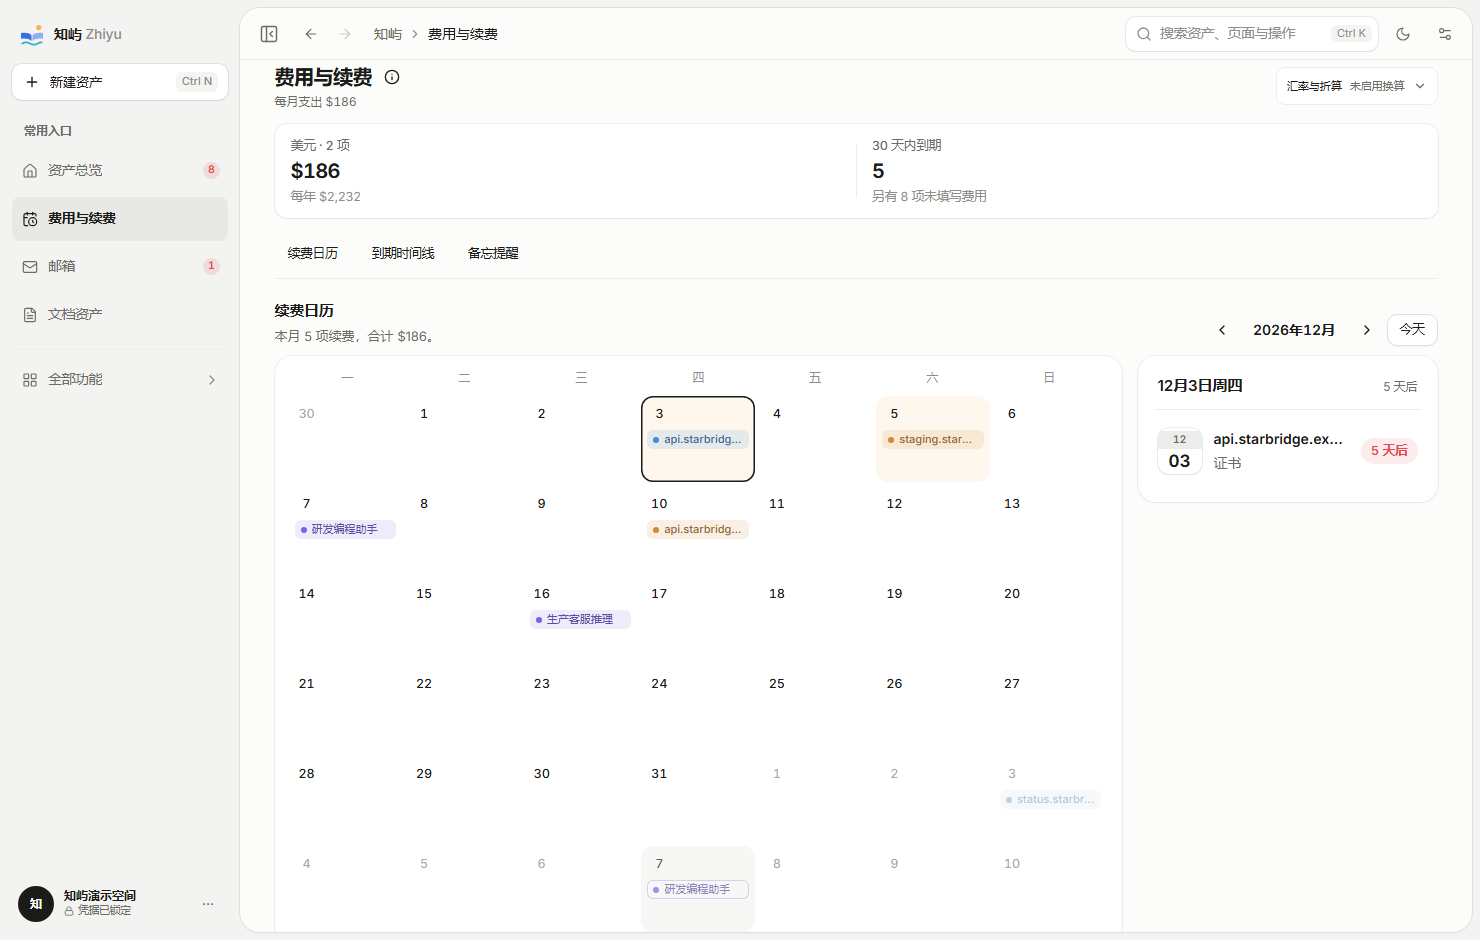 知屿 Zhiyu
新建资产 Ctrl N
常用入口
资产总览 8
费用与续费
邮箱 1
文档资产
全部功能
知
知屿演示空间
凭据已锁定
知屿 费用与续费
搜索资产、页面与操作 Ctrl K
费用与续费
每月支出 $186
汇率与折算 未启用换算
美元 · 2 项
$186
每年 $2,232
30 天内到期
5
另有 8 项未填写费用
续费日历 到期时间线 备忘提醒
续费日历
本月 5 项续费，合计 $186。
2026年12月 今天
一 二 三 四 五 六 日
30 1 2 3 4 5 6
api.starbridg... staging.star...
7 8 9 10 11 12 13
研发编程助手 api.starbridg...
14 15 16 17 18 19 20
生产客服推理
21 22 23 24 25 26 27
28 29 30 31 1 2 3
status.starbr...
4 5 6 7 8 9 10
研发编程助手
12月3日周四 5 天后
12
03
api.starbridge.ex...
证书
5 天后